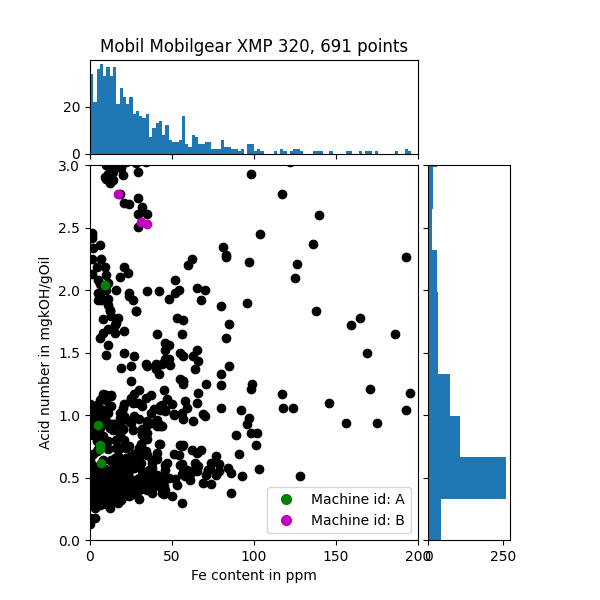 Mobil Mobilgear XMP 320, 691 points
20
0
3.0
2.5
2.0
1.5
1.0
0.5
0.0
Acid number in mgkOH/gOil
Machine id: A
Machine id: B
0 50 100 150 200
0 250
Fe content in ppm